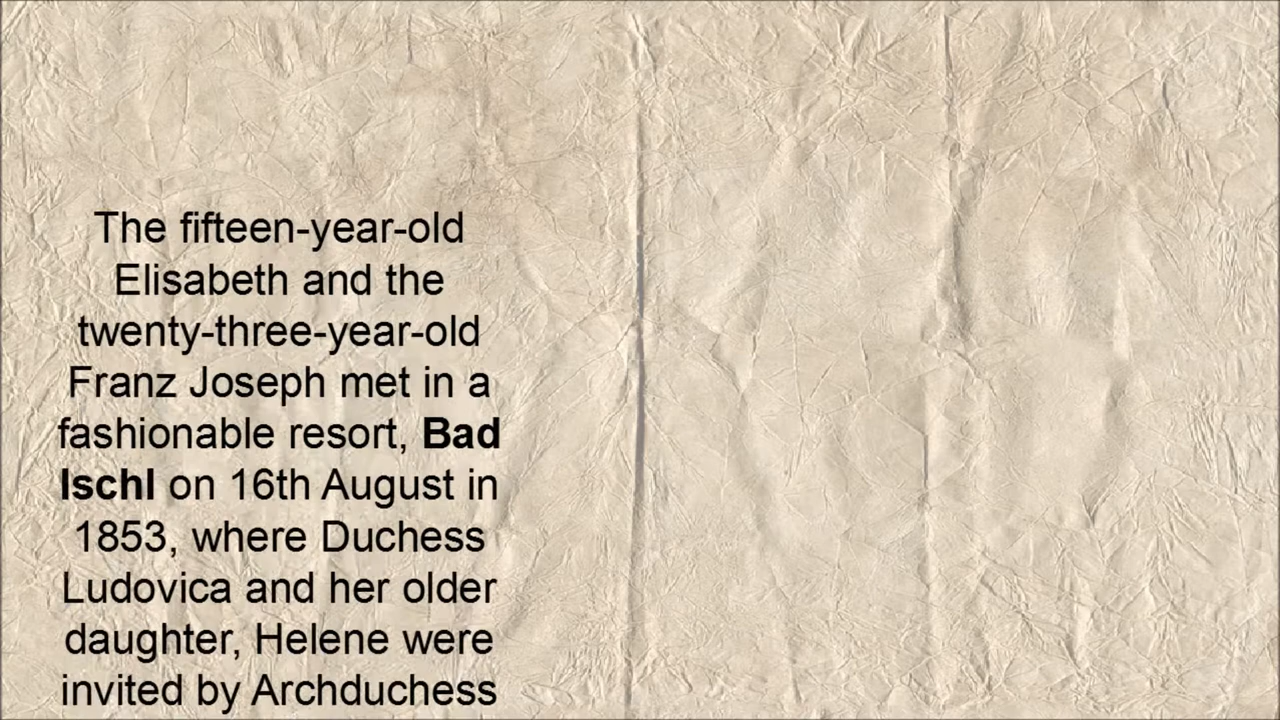 The fifteen-year-old
Elisabeth and the
twenty-three-year-old
Franz Joseph met in a
fashionable resort, Bad
Ischl on 16th August in
1853, where Duchess
Ludovica and her older
daughter, Helene were
invited by Archduchess